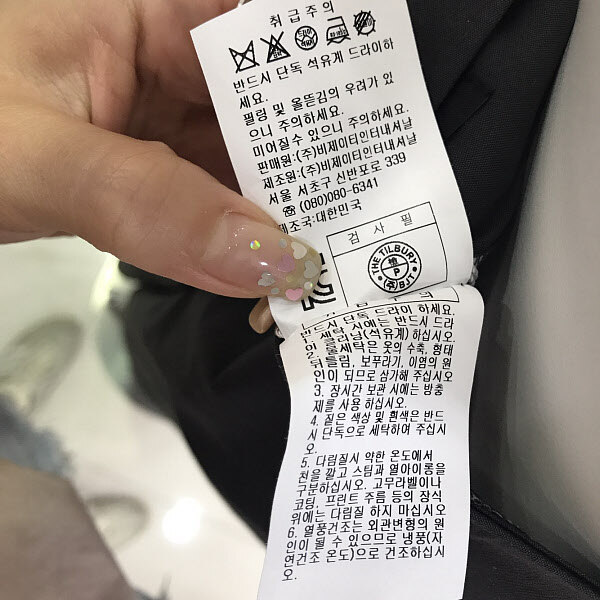 취급주의
반드시 단독 석유계 드라이하
세요.
필링 및 올뜯김의 우려가 있
으니 주의하세요.
미어질수 있으니 주의하세요.
판매원:(주)비제이티인터내셔날
제조원:(주)비제이티인터내셔날
서울 서초구 신반포로 339
☎ (080)080-6341
제조국:대한민국
검사필
THE TILBURY
檢
P
(주)BJT
반드시 단독 드라이 하세요.
세탁 시에는 반드시 드라
클리닝(석유계) 하십시오.
2. 물세탁은 옷의 수축, 형태
뒤틀림, 보푸라기, 이염의 원
인이 되므로 삼가해 주십시오
3. 장시간 보관 시에는 방충
제를 사용 하십시오.
4. 짙은 색상 및 흰색은 반드
시 단독으로 세탁하여 주십시
오.
5. 다림질시 약한 온도에서
천을 깔고 스팀과 열아이롱을
구분하십시오. 고무라벨이나
코팅, 프린트 주름 등의 장식
위에는 다림질 하지 마십시오
6. 열풍건조는 외관변형의 원
인이 될 수 있으므로 냉풍(자
연건조 온도)으로 건조하십시
오.